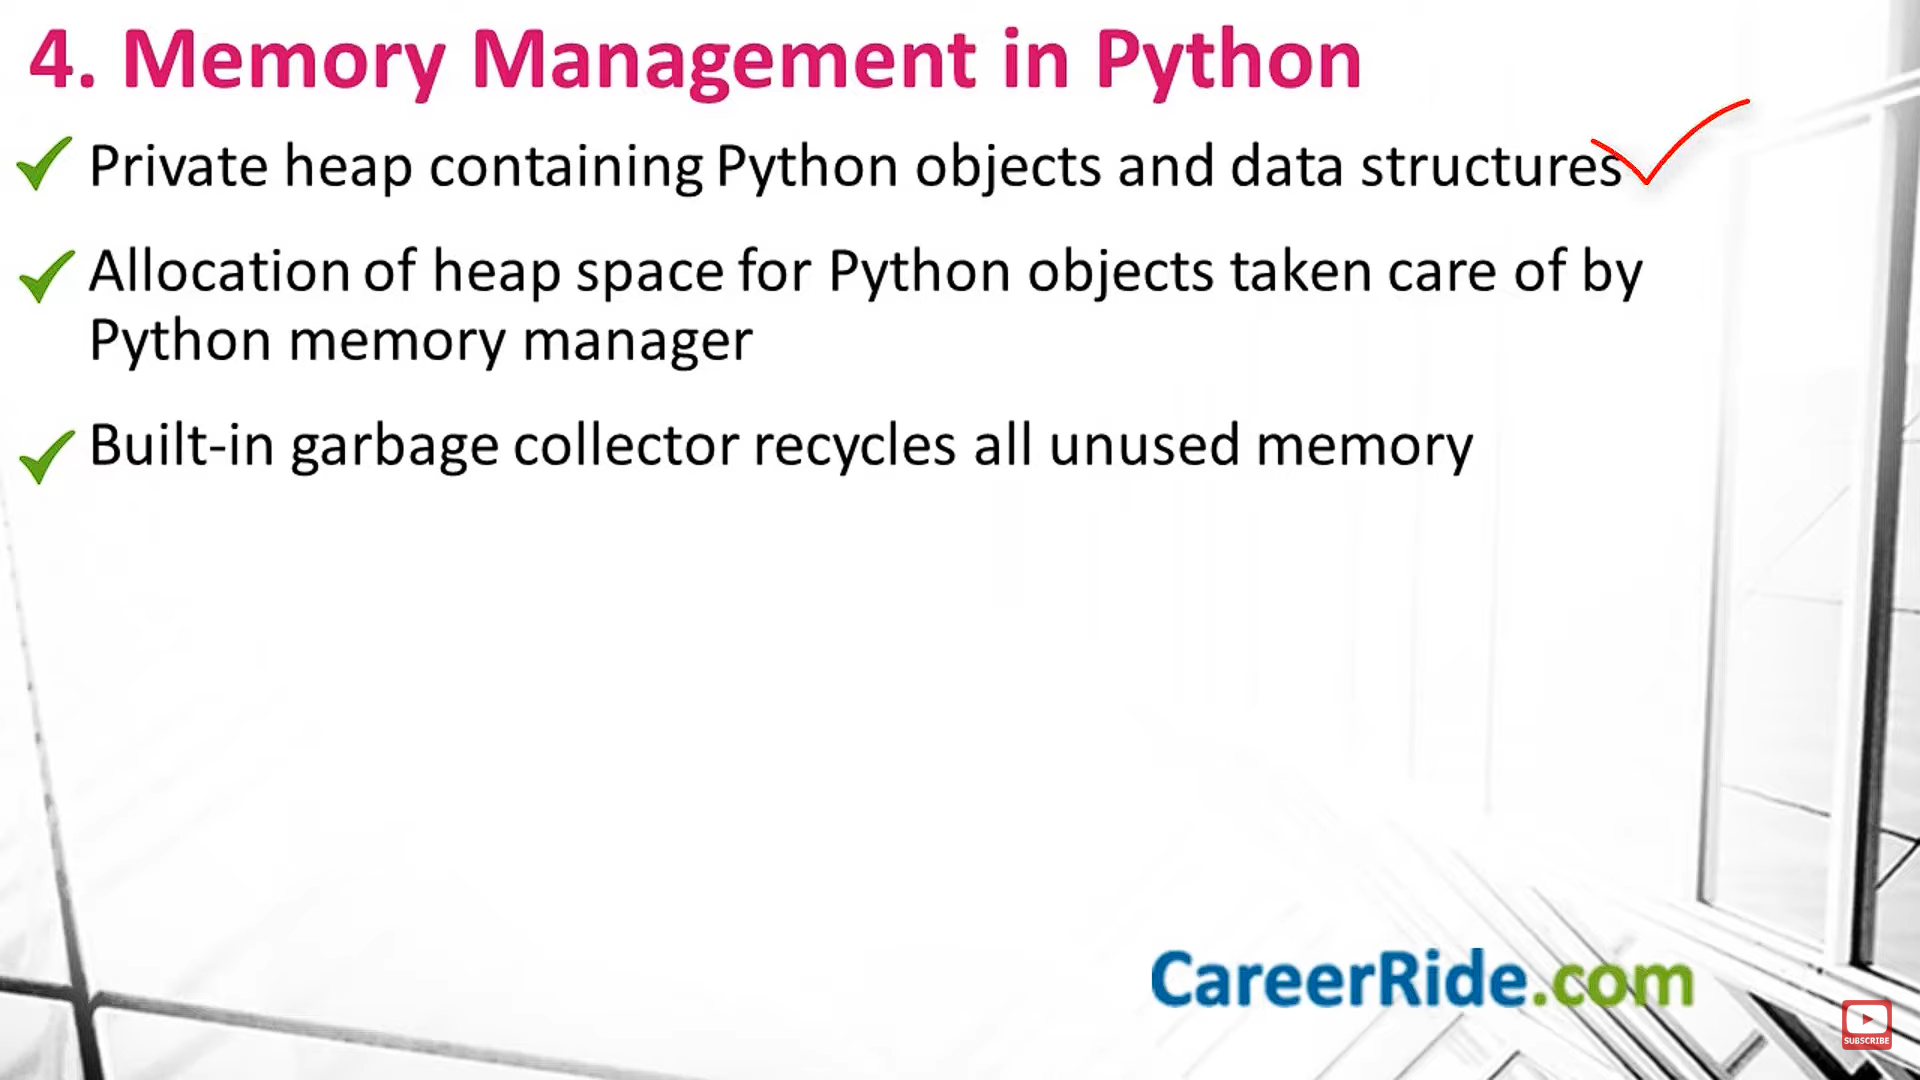 4. Memory Management in Python
Private heap containing Python objects and data structures
Allocation of heap space for Python objects taken care of by
Python memory manager
Built-in garbage collector recycles all unused memory
CareerRide.com
SUBSCRIBE